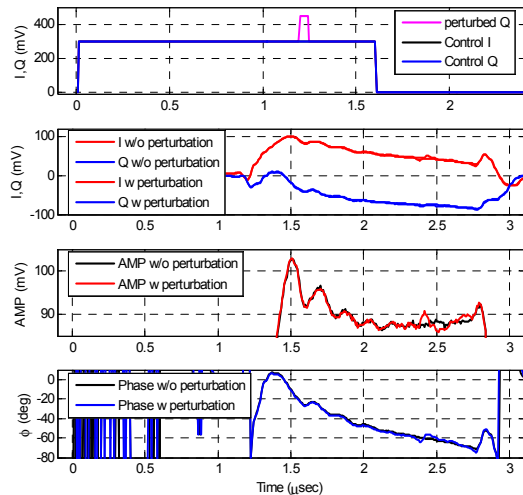 I,Q (mV)
400
200
0
perturbed Q
Control I
Control Q
0 0.5 1 1.5 2
I,Q (mV)
100
0
-100
I w/o perturbation
Q w/o perturbation
I w perturbation
Q w perturbation
0 0.5 1 1.5 2 2.5 3
AMP (mV)
100
90
AMP w/o perturbation
AMP w perturbation
0 0.5 1 1.5 2 2.5 3
ϕ (deg)
0
-20
-40
-60
-80
Phase w/o perturbation
Phase w perturbation
0 0.5 1 1.5 2 2.5 3
Time (μsec)